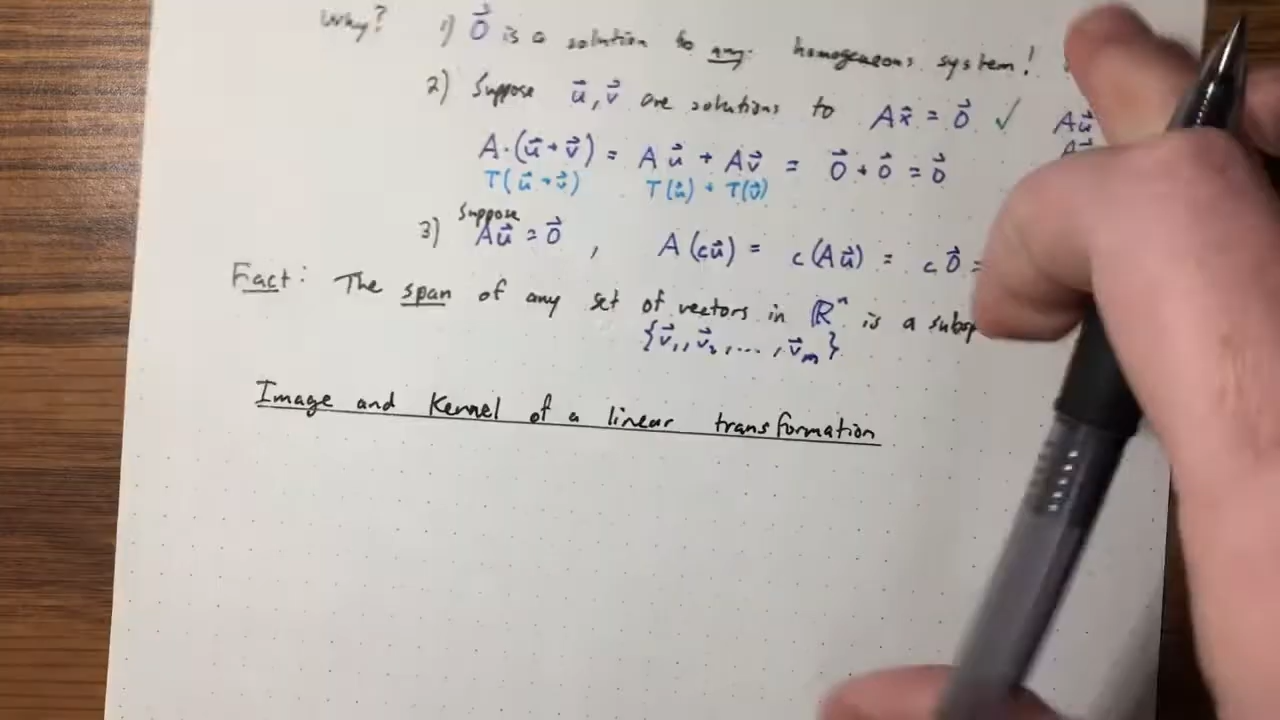 Why? 1) 0⃗ is a solution to any homogeneous system!
2) Suppose u⃗, v⃗ are solutions to Ax⃗ = 0⃗ ✓ Au⃗
A·(u⃗+v⃗) = Au⃗ + Av⃗ = 0⃗ + 0⃗ = 0⃗
T(u⃗+v⃗) T(u⃗) + T(v⃗)
Suppose
3) Au⃗ = 0⃗ , A(cu⃗) = c(Au⃗) = c0⃗ =
Fact: The span of any set of vectors in ℝⁿ is a subsp
{v⃗₁, v⃗₂, ..., v⃗ₘ}
Image and Kernel of a linear transformation